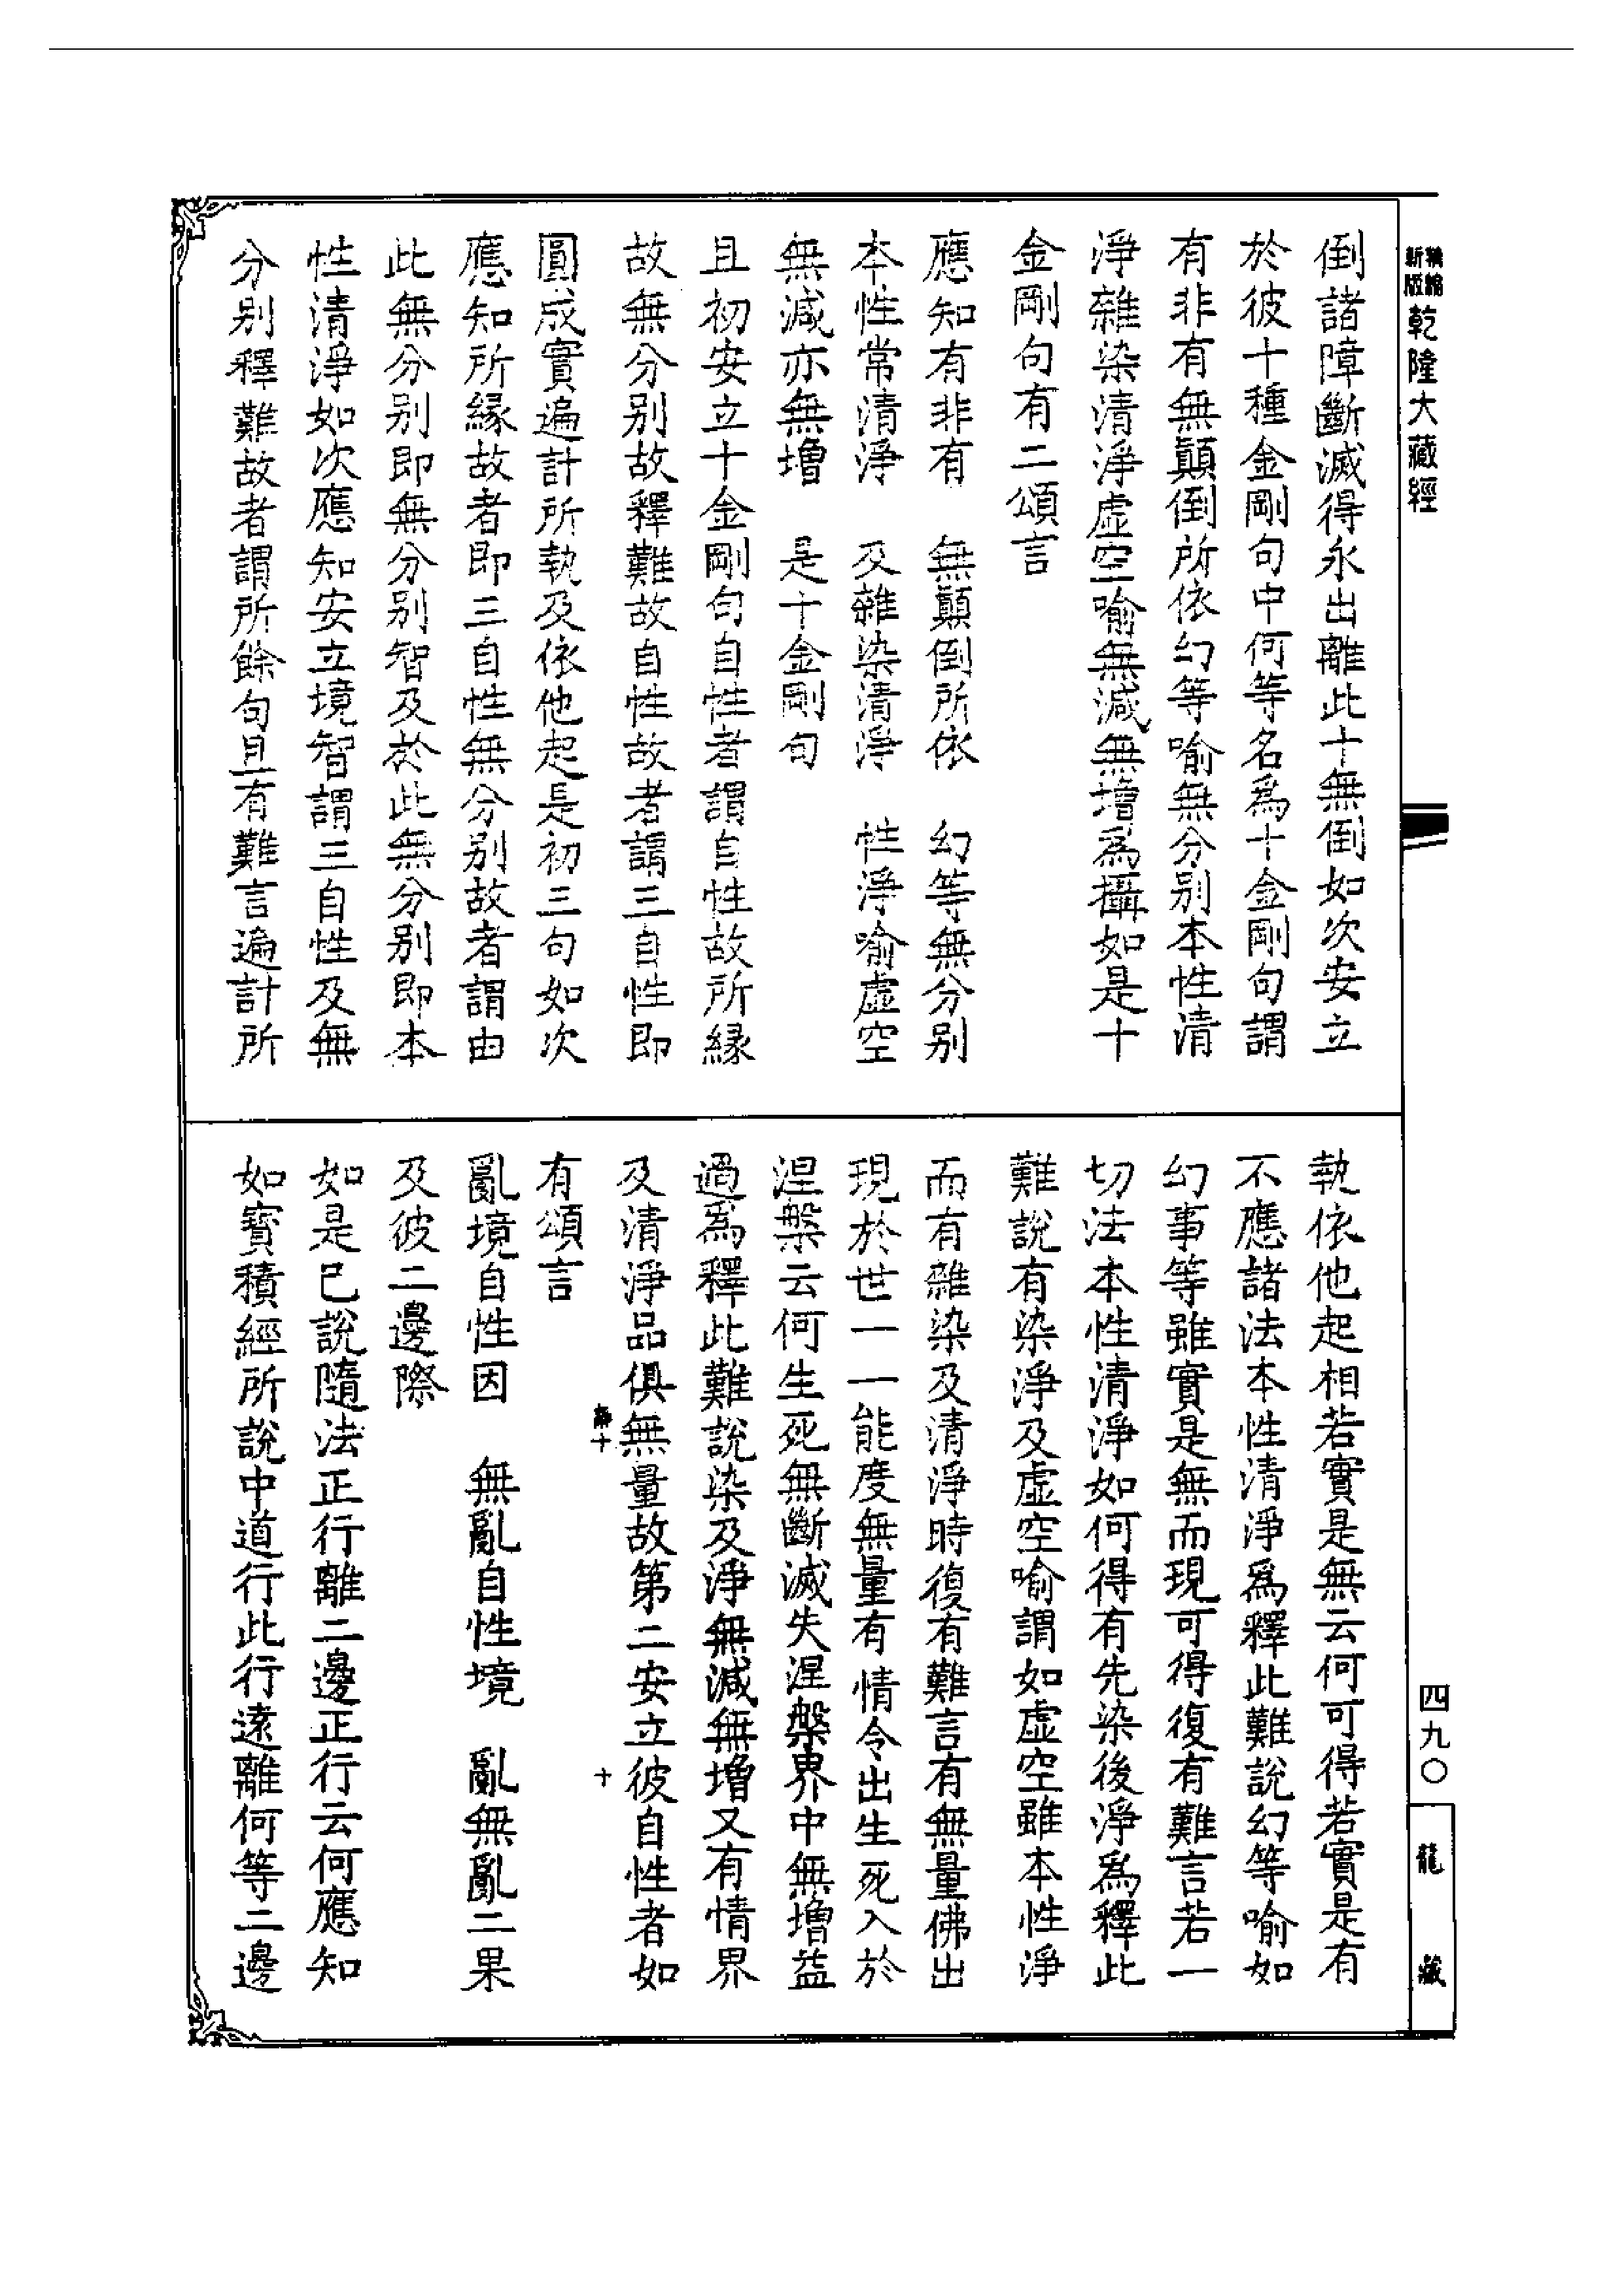 新版 精縮 乾隆大藏經
倒諸障斷滅得永出離此十無倒如次安立
於彼十種金剛句中何等名為十金剛句謂
有非有無顛倒所依幻等喻無分別本性清
淨雜染清淨虛空喻無減無增為攝如是十
金剛句有二頌言
應知有非有　無顛倒所依　幻等無分別
本性常清淨　及雜染清淨　性淨喻虛空
無減亦無增　是十金剛句
且初安立十金剛句自性者謂自性故所緣
故無分別故釋難故自性故者謂三自性即
圓成實遍計所執及依他起是初三句如次
應知所緣故者即三自性無分別故者謂由
此無分別即無分別智及於此無分別即本
性清淨如次應知安立境智謂三自性及無
分別釋難故者謂所餘句且有難言遍計所
執依他起相若實是無云何可得若實是有
不應諸法本性清淨為釋此難說幻等喻如
幻事等雖實是無而現可得復有難言若一
切法本性清淨如何得有先染後淨為釋此
難說有染淨及虛空喻謂如虛空雖本性淨
而有雜染及清淨時復有難言有無量佛出
現於世一一能度無量有情令出生死入於
涅槃云何生死無斷滅失涅槃界中無增益
過為釋此難說染及淨無減無增又有情界
及清淨品俱無量故第二安立彼自性者如
有頌言
亂境自性因　無亂自性境　亂無亂二果
及彼二邊際
如是已說隨法正行離二邊正行云何應知
如寶積經所說中道行此行遠離何等二邊
十
十
四九〇
龍藏